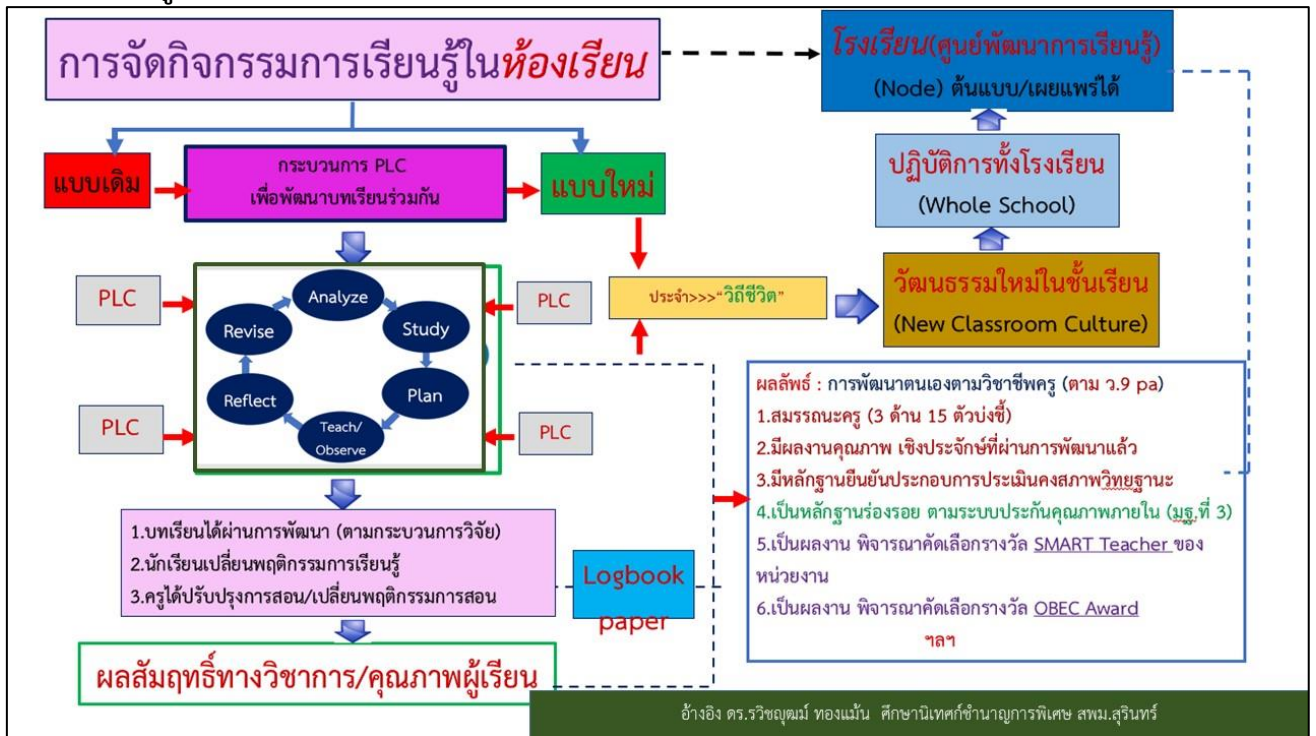 การจัดกิจกรรมการเรียนรู้ในห้องเรียน
โรงเรียน(ศูนย์พัฒนาการเรียนรู้)
(Node) ต้นแบบ/เผยแพร่ได้
แบบเดิม
กระบวนการ PLC
เพื่อพัฒนาบทเรียนร่วมกัน
แบบใหม่
ปฏิบัติการทั้งโรงเรียน
(Whole School)
PLC
Analyze
Study
Plan
Teach/
Observe
Reflect
Revise
PLC
PLC
PLC
ประจำ>>>“วิถีชีวิต”
วัฒนธรรมใหม่ในชั้นเรียน
(New Classroom Culture)
ผลลัพธ์ : การพัฒนาตนเองตามวิชาชีพครู (ตาม ว.9 pa)
1.สมรรถนะครู (3 ด้าน 15 ตัวบ่งชี้)
2.มีผลงานคุณภาพ เชิงประจักษ์ที่ผ่านการพัฒนาแล้ว
3.มีหลักฐานยืนยันประกอบการประเมินคงสภาพวิทยฐานะ
4.เป็นหลักฐานร่องรอย ตามระบบประกันคุณภาพภายใน (มฐ.ที่ 3)
5.เป็นผลงาน พิจารณาคัดเลือกรางวัล SMART Teacher ของ
หน่วยงาน
6.เป็นผลงาน พิจารณาคัดเลือกรางวัล OBEC Award
ฯลฯ
1.บทเรียนได้ผ่านการพัฒนา (ตามกระบวนการวิจัย)
2.นักเรียนเปลี่ยนพฤติกรรมการเรียนรู้
3.ครูได้ปรับปรุงการสอน/เปลี่ยนพฤติกรรมการสอน
Logbook
paper
ผลสัมฤทธิ์ทางวิชาการ/คุณภาพผู้เรียน
อ้างอิง ดร.รวิชญุฒม์ ทองแม้น ศึกษานิเทศก์ชำนาญการพิเศษ สพม.สุรินทร์